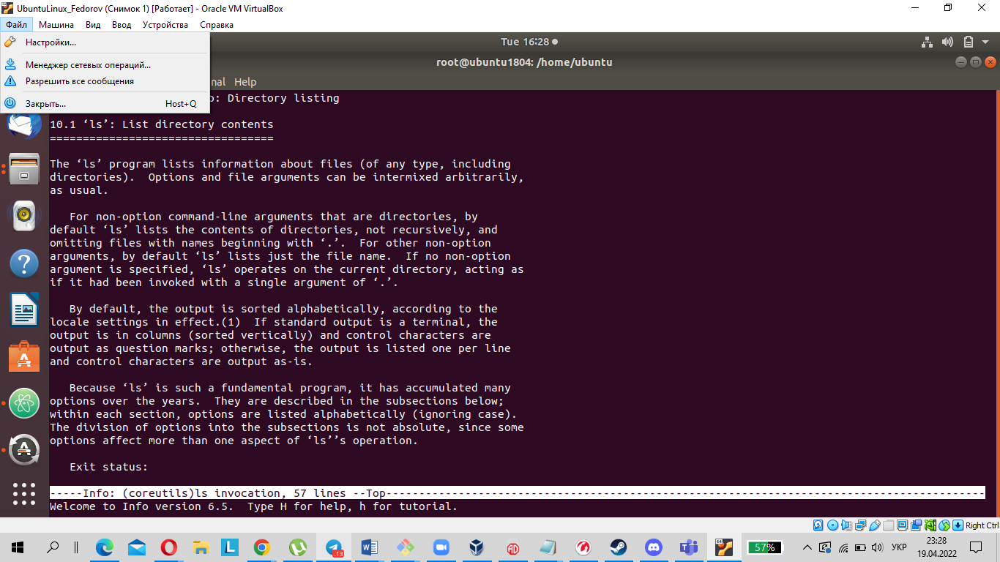 UbuntuLinux_Fedorov (Снимок 1) [Работает] - Oracle VM VirtualBox
Файл Машина Вид Ввод Устройства Справка
Настройки...
Менеджер сетевых операций...
Разрешить все сообщения
Закрыть... Host+Q
Tue 16:28
root@ubuntu1804: /home/ubuntu
nal Help
p: Directory listing
10.1 ‘ls’: List directory contents
==================================
The ‘ls’ program lists information about files (of any type, including
directories).  Options and file arguments can be intermixed arbitrarily,
as usual.
For non-option command-line arguments that are directories, by
default ‘ls’ lists the contents of directories, not recursively, and
omitting files with names beginning with ‘.’.  For other non-option
arguments, by default ‘ls’ lists just the file name.  If no non-option
argument is specified, ‘ls’ operates on the current directory, acting as
if it had been invoked with a single argument of ‘.’.
By default, the output is sorted alphabetically, according to the
locale settings in effect.(1)  If standard output is a terminal, the
output is in columns (sorted vertically) and control characters are
output as question marks; otherwise, the output is listed one per line
and control characters are output as-is.
Because ‘ls’ is such a fundamental program, it has accumulated many
options over the years.  They are described in the subsections below;
within each section, options are listed alphabetically (ignoring case).
The division of options into the subsections is not absolute, since some
options affect more than one aspect of ‘ls’’s operation.
Exit status:
-----Info: (coreutils)ls invocation, 57 lines --Top-------------------------------------------------------------------------------------------
Welcome to Info version 6.5.  Type H for help, h for tutorial.
Right Ctrl
57%
УКР
23:28
19.04.2022